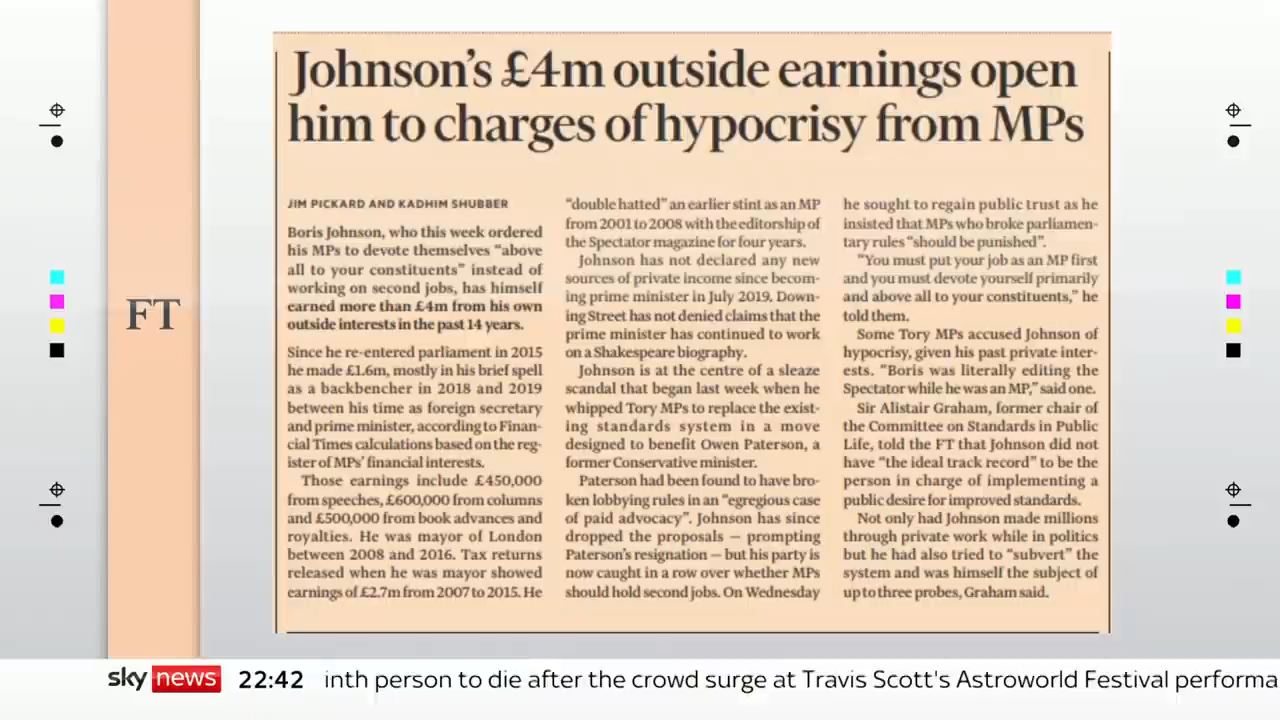 Johnson's £4m outside earnings open
him to charges of hypocrisy from MPs
JIM PICKARD AND KADHIM SHUBBER
Boris Johnson, who this week ordered
his MPs to devote themselves "above
all to your constituents" instead of
working on second jobs, has himself
earned more than £4m from his own
outside interests in the past 14 years.
Since he re-entered parliament in 2015
he made £1.6m, mostly in his brief spell
as a backbencher in 2018 and 2019
between his time as foreign secretary
and prime minister, according to Finan-
cial Times calculations based on the reg-
ister of MPs' financial interests.
Those earnings include £450,000
from speeches, £600,000 from columns
and £500,000 from book advances and
royalties. He was mayor of London
between 2008 and 2016. Tax returns
released when he was mayor showed
earnings of £2.7m from 2007 to 2015. He
"double hatted" an earlier stint as an MP
from 2001 to 2008 with the editorship of
the Spectator magazine for four years.
Johnson has not declared any new
sources of private income since becom-
ing prime minister in July 2019. Down-
ing Street has not denied claims that the
prime minister has continued to work
on a Shakespeare biography.
Johnson is at the centre of a sleaze
scandal that began last week when he
whipped Tory MPs to replace the exist-
ing standards system in a move
designed to benefit Owen Paterson, a
former Conservative minister.
Paterson had been found to have bro-
ken lobbying rules in an "egregious case
of paid advocacy". Johnson has since
dropped the proposals — prompting
Paterson's resignation — but his party is
now caught in a row over whether MPs
should hold second jobs. On Wednesday
he sought to regain public trust as he
insisted that MPs who broke parliamen-
tary rules "should be punished".
"You must put your job as an MP first
and you must devote yourself primarily
and above all to your constituents," he
told them.
Some Tory MPs accused Johnson of
hypocrisy, given his past private inter-
ests. "Boris was literally editing the
Spectator while he was an MP," said one.
Sir Alistair Graham, former chair of
the Committee on Standards in Public
Life, told the FT that Johnson did not
have "the ideal track record" to be the
person in charge of implementing a
public desire for improved standards.
Not only had Johnson made millions
through private work while in politics
but he had also tried to "subvert" the
system and was himself the subject of
up to three probes, Graham said.
FT
sky news 22:42 inth person to die after the crowd surge at Travis Scott's Astroworld Festival performa